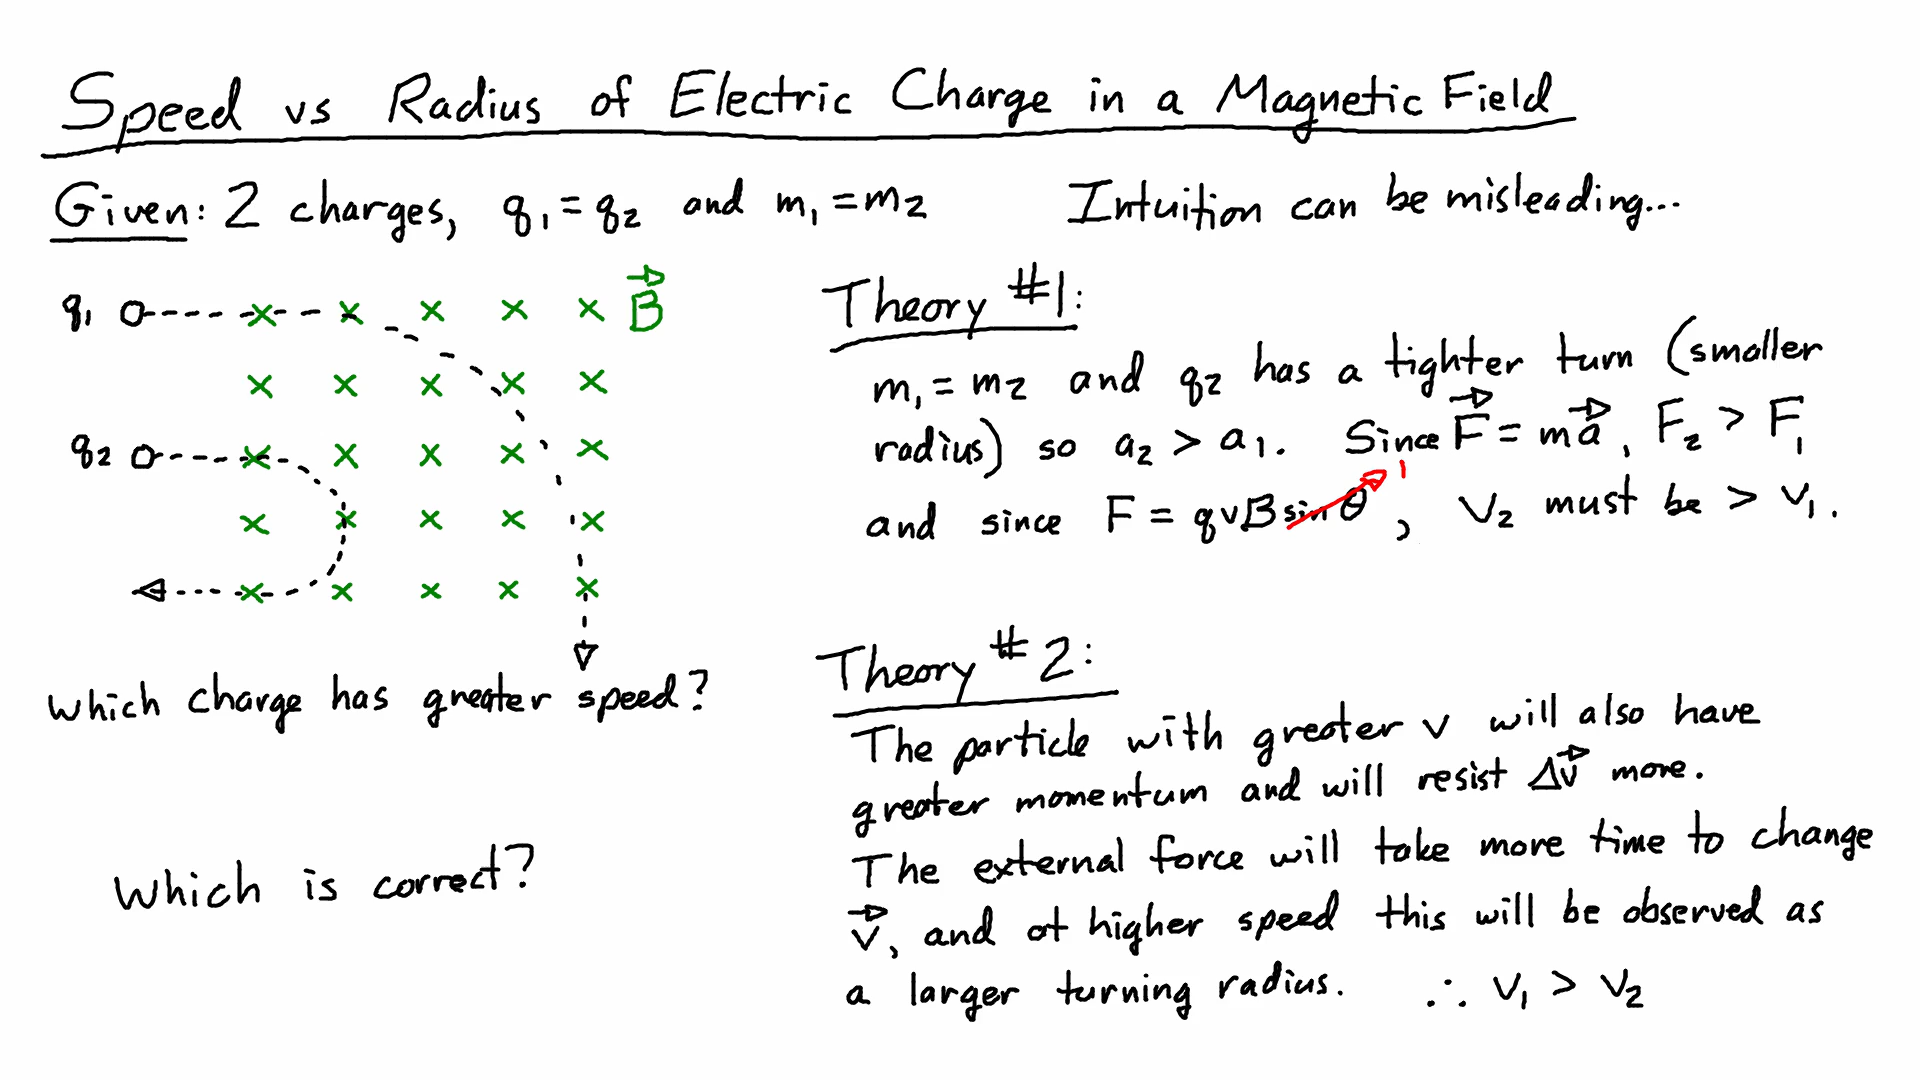 Speed vs Radius of Electric Charge in a Magnetic Field
Given: 2 charges, q₁ = q₂ and m₁ = m₂
Intuition can be misleading...
q₁
B⃗
q₂
Which charge has greater speed?
Which is correct?
Theory #1:
m₁ = m₂ and q₂ has a tighter turn (smaller
radius) so a₂ > a₁. Since F⃗ = ma⃗, F₂ > F₁
and since F = qvB sin θ 1, v₂ must be > v₁.
Theory #2:
The particle with greater v will also have
greater momentum and will resist Δv⃗ more.
The external force will take more time to change
v⃗, and at higher speed this will be observed as
a larger turning radius. ∴ v₁ > v₂